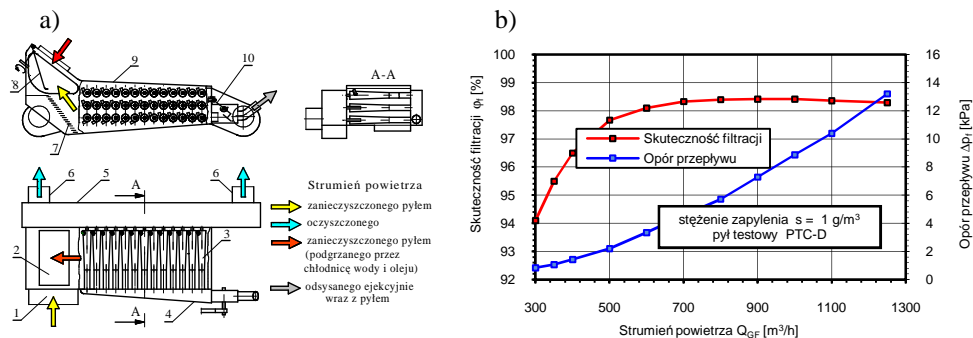 a)
8
9
10
7
A-A
6
5
A
6
2
3
1
A
4
Strumień powietrza
zanieczyszczonego pyłem
oczyszczonego
zanieczyszczonego pyłem
(podgrzanego przez
chłodnicę wody i oleju)
odsysanego ejekcyjnie
wraz z pyłem
b)
Skuteczność filtracji φf [%]
100
99
98
97
96
95
94
93
92
16
14
12
10
8
6
4
2
0
Opór przepływu Δpf [kPa]
Skuteczność filtracji
Opór przepływu
stężenie zapylenia s = 1 g/m³
pył testowy PTC-D
300
500
700
900
1100
1300
Strumień powietrza QGF [m³/h]